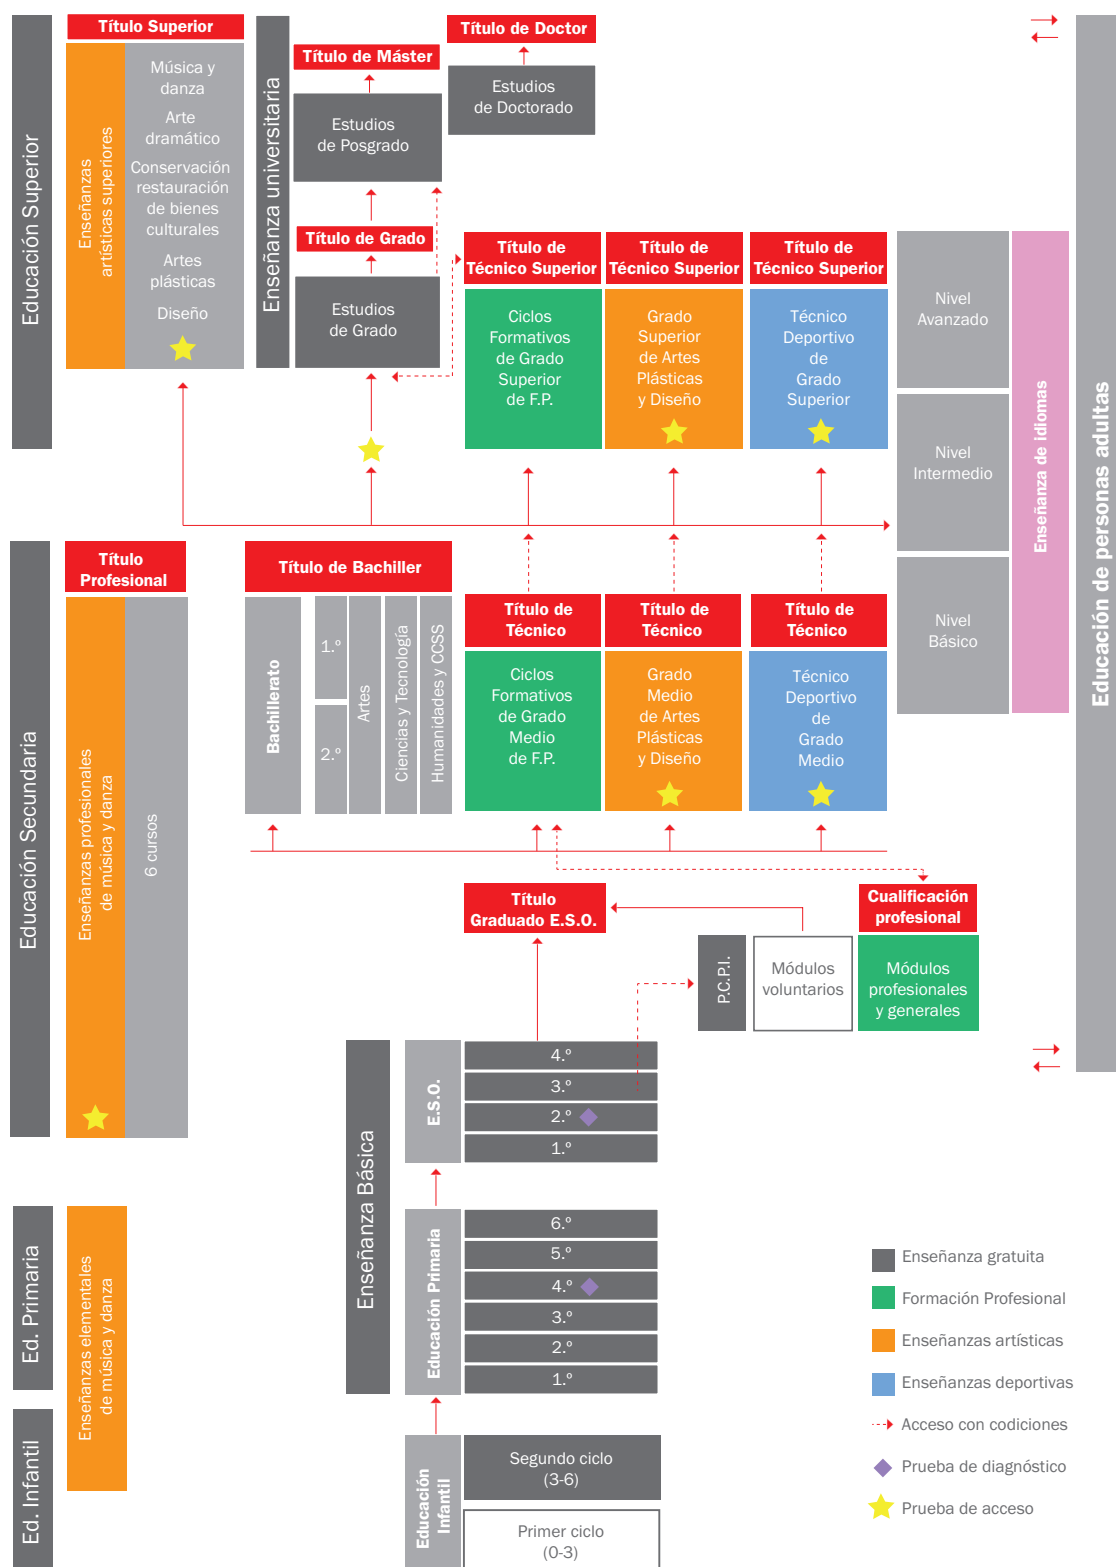 Educación Superior
Título Superior
Enseñanzas
artísticas superiores
Música y
danza
Arte
dramático
Conservación
restauración
de bienes
culturales
Artes
plásticas
Diseño
Enseñanza universitaria
Título de Máster
Estudios
de Posgrado
Título de Grado
Estudios
de Grado
Título de Doctor
Estudios
de Doctorado
Título de
Técnico Superior
Ciclos
Formativos
de Grado
Superior
de F.P.
Título de
Técnico Superior
Grado
Superior
de Artes
Plásticas
y Diseño
Título de
Técnico Superior
Técnico
Deportivo
de
Grado
Superior
Nivel
Avanzado
Nivel
Intermedio
Nivel
Básico
Enseñanza de idiomas
Educación de personas adultas
Educación Secundaria
Título
Profesional
Enseñanzas profesionales
de música y danza
6 cursos
Título de Bachiller
Bachillerato
1.º
2.º
Artes
Ciencias y Tecnología
Humanidades y CCSS
Título de
Técnico
Ciclos
Formativos
de Grado
Medio
de F.P.
Título de
Técnico
Grado
Medio
de Artes
Plásticas
y Diseño
Título de
Técnico
Técnico
Deportivo
de
Grado
Medio
Título
Graduado E.S.O.
P.C.P.I.
Módulos
voluntarios
Cualificación
profesional
Módulos
profesionales
y generales
Enseñanza Básica
E.S.O.
4.º
3.º
2.º
1.º
Ed. Primaria
Enseñanzas elementales
de música y danza
Educación Primaria
6.º
5.º
4.º
3.º
2.º
1.º
Ed. Infantil
Educación
Infantil
Segundo ciclo
(3-6)
Primer ciclo
(0-3)
Enseñanza gratuita
Formación Profesional
Enseñanzas artísticas
Enseñanzas deportivas
Acceso con codiciones
Prueba de diagnóstico
Prueba de acceso